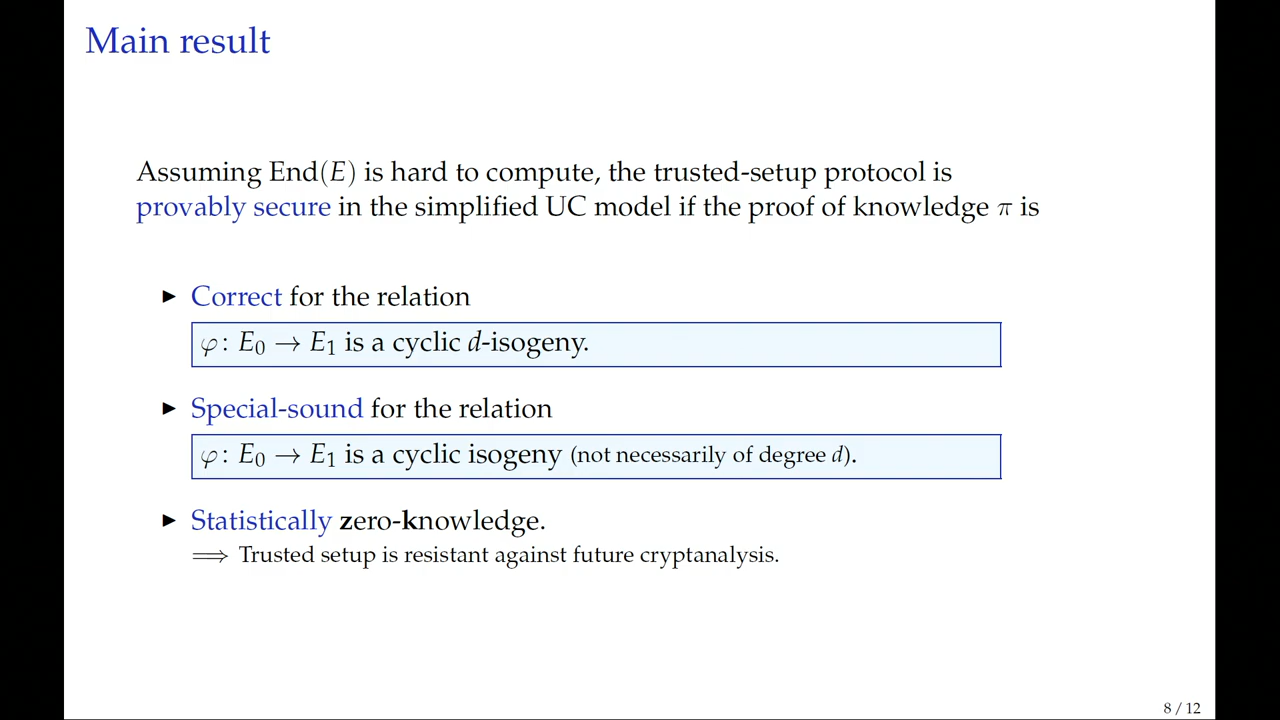 Main result
Assuming End(E) is hard to compute, the trusted-setup protocol is
provably secure in the simplified UC model if the proof of knowledge π is
▶ Correct for the relation
φ: E₀ → E₁ is a cyclic d-isogeny.
▶ Special-sound for the relation
φ: E₀ → E₁ is a cyclic isogeny (not necessarily of degree d).
▶ Statistically zero-knowledge.
⟹ Trusted setup is resistant against future cryptanalysis.
8 / 12